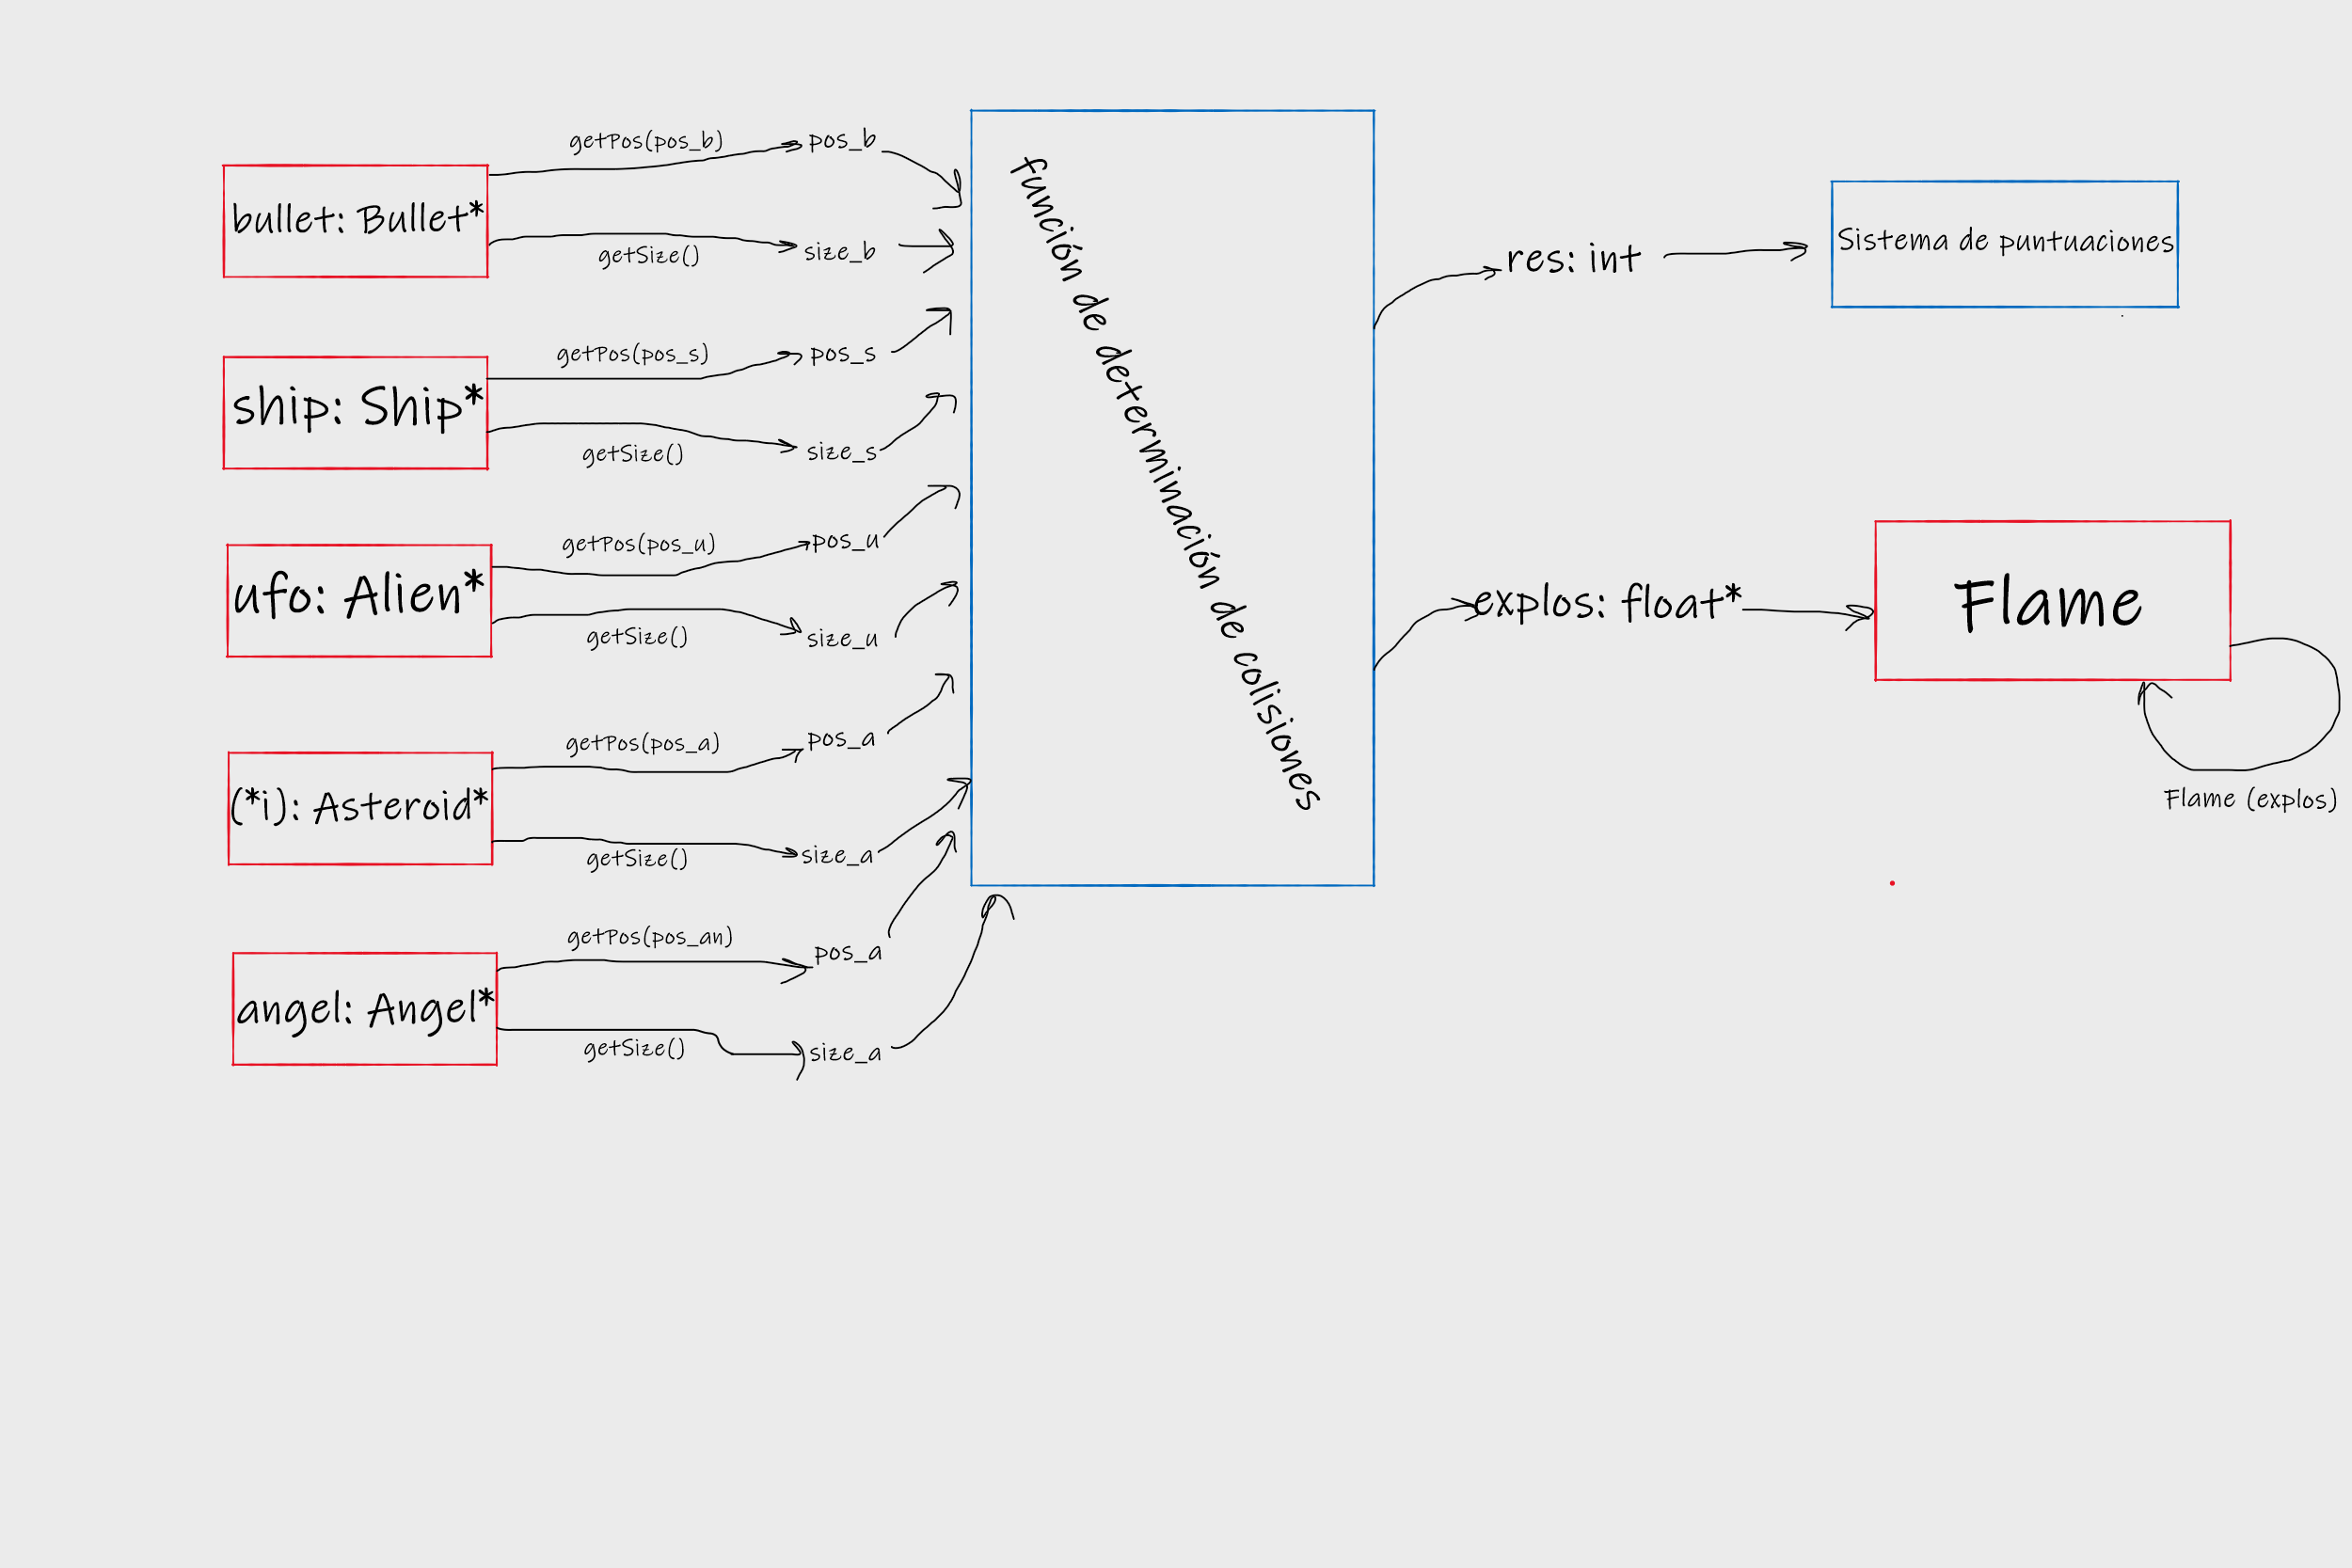 getPos(pos_b)
pos_b
bullet: Bullet*
getSize()
size_b
getPos(pos_s)
pos_s
ship: Ship*
getSize()
size_s
getPos(pos_u)
pos_u
ufo: Alien*
getSize()
size_u
getPos(pos_a)
pos_a
(*i): Asteroid*
getSize()
size_a
getPos(pos_an)
pos_a
angel: Angel*
getSize()
size_a
función de determinación de colisiones
res: int
Sistema de puntuaciones
explos: float*
Flame
Flame (explos)